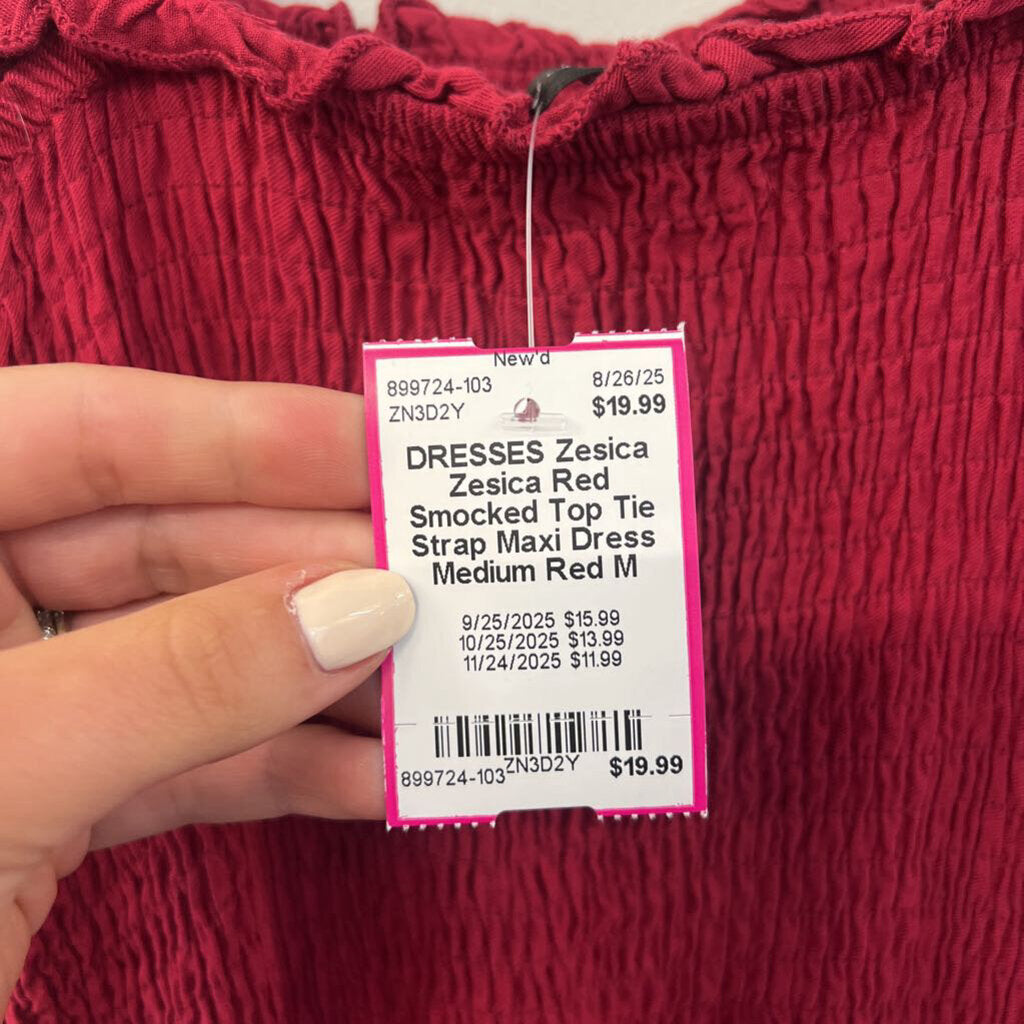 New'd
899724-103 8/26/25
ZN3D2Y $19.99
DRESSES Zesica
Zesica Red
Smocked Top Tie
Strap Maxi Dress
Medium Red M
9/25/2025 $15.99
10/25/2025 $13.99
11/24/2025 $11.99
899724-103 ZN3D2Y $19.99